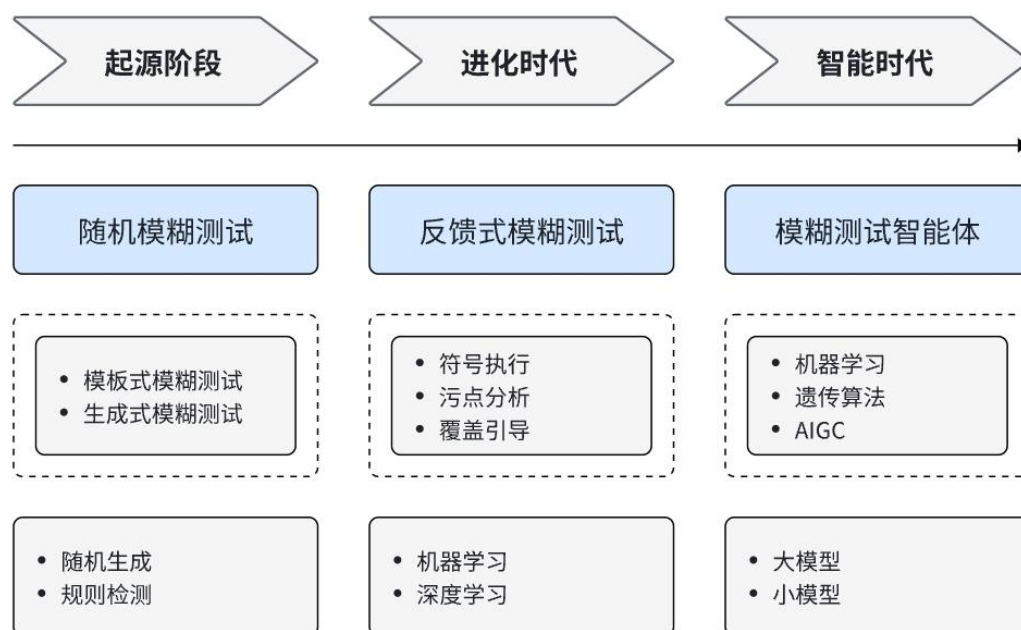 起源阶段
进化时代
智能时代
随机模糊测试
反馈式模糊测试
模糊测试智能体
• 模板式模糊测试
• 生成式模糊测试
• 符号执行
• 污点分析
• 覆盖引导
• 机器学习
• 遗传算法
• AIGC
• 随机生成
• 规则检测
• 机器学习
• 深度学习
• 大模型
• 小模型